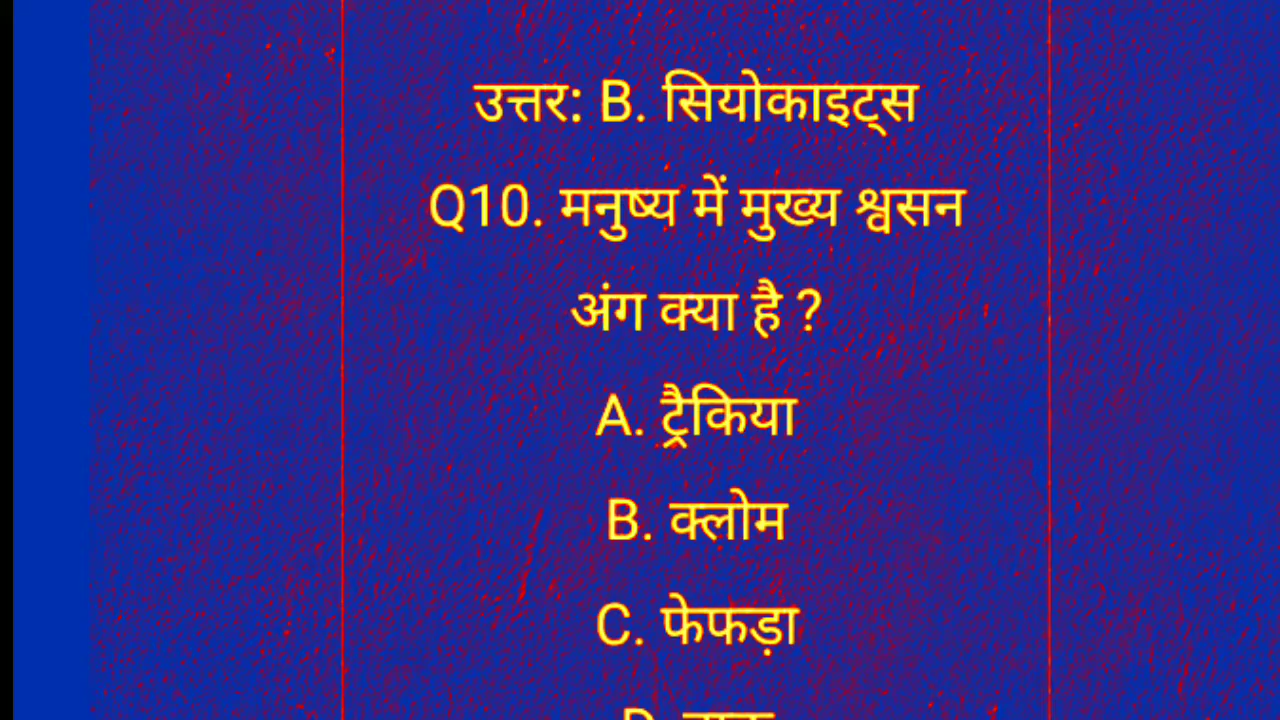 उत्तर: B. सियोकाइट्स
Q10. मनुष्य में मुख्य श्वसन
अंग क्या है ?
A. ट्रैकिया
B. क्लोम
C. फेफड़ा